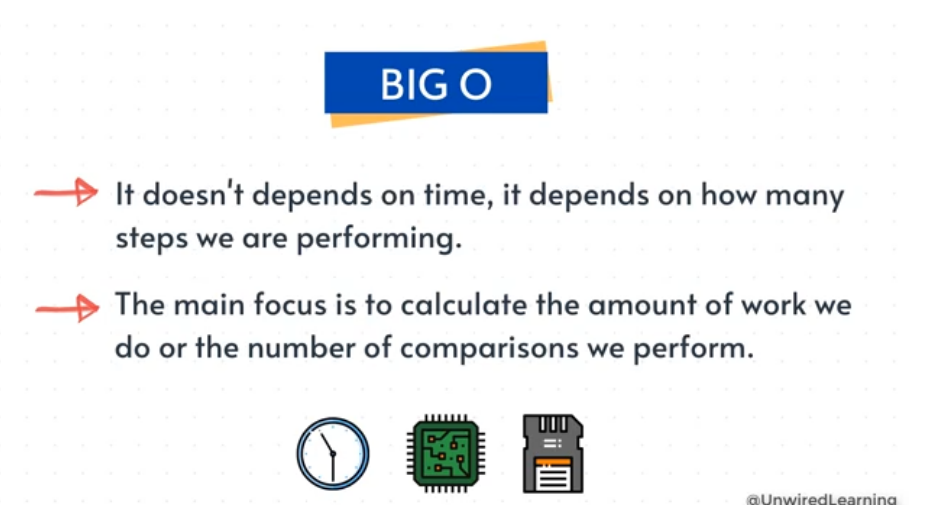 BIG O
It doesn't depends on time, it depends on how many
steps we are performing.
The main focus is to calculate the amount of work we
do or the number of comparisons we perform.
@UnwiredLearning